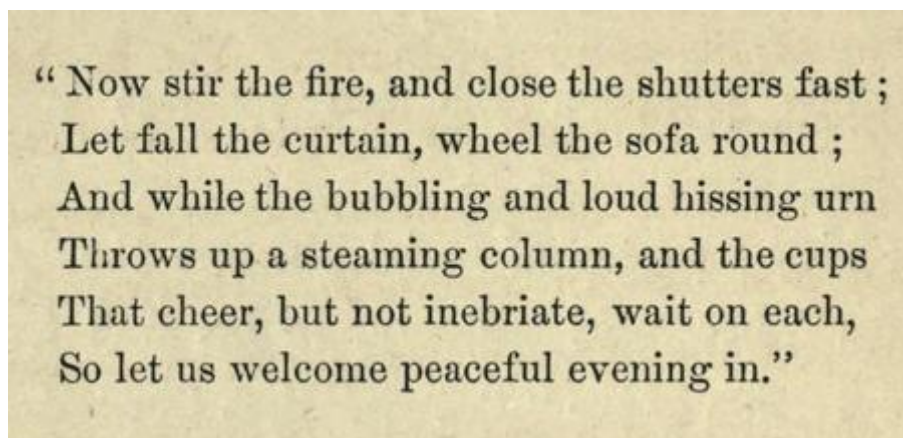 “ Now stir the fire, and close the shutters fast ;
Let fall the curtain, wheel the sofa round ;
And while the bubbling and loud hissing urn
Throws up a steaming column, and the cups
That cheer, but not inebriate, wait on each,
So let us welcome peaceful evening in.”